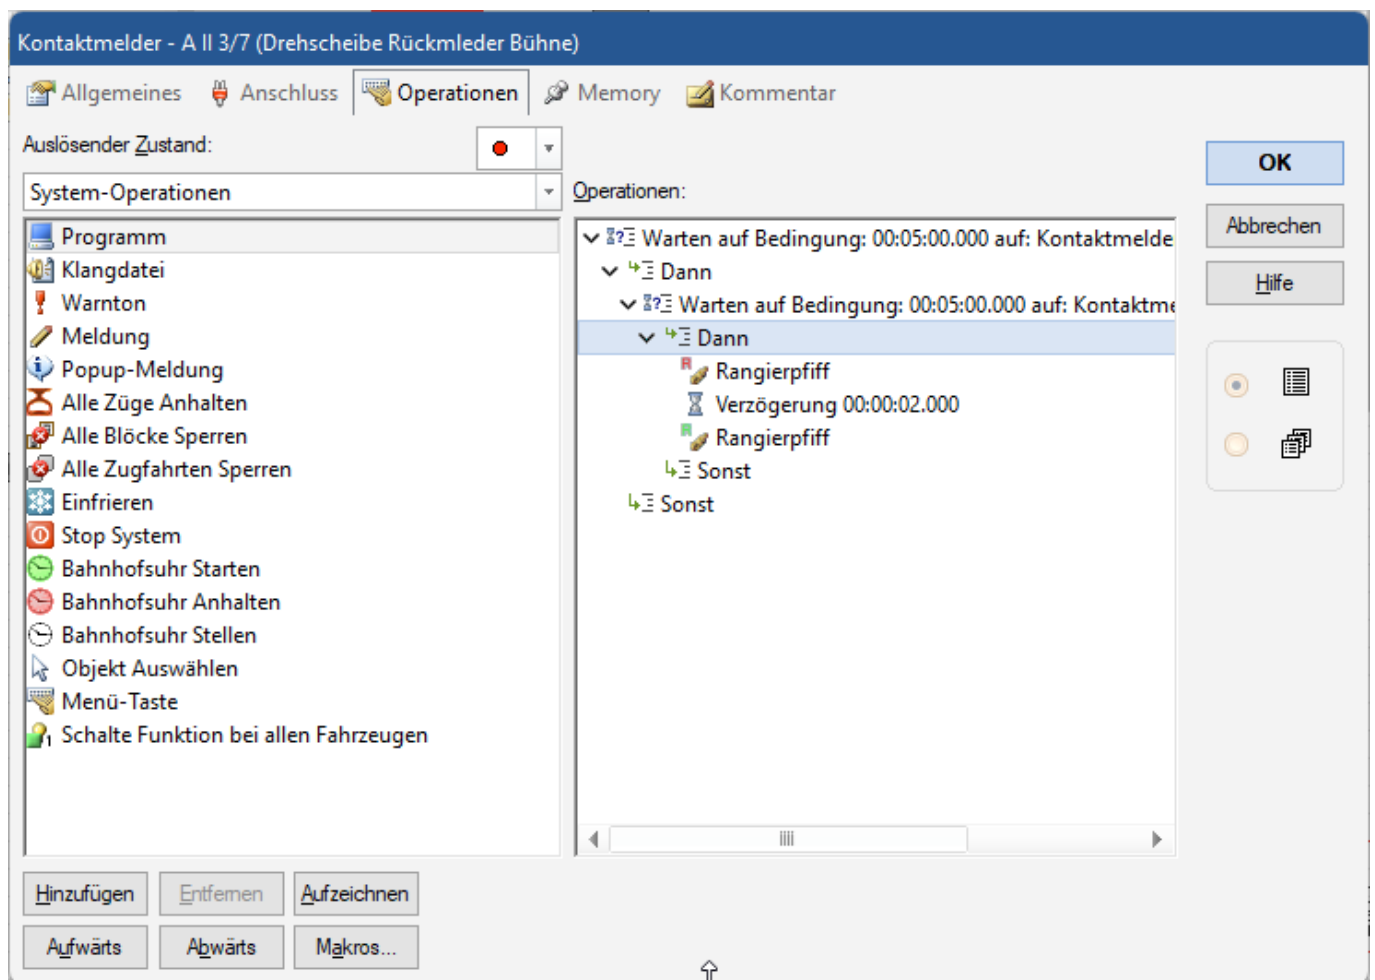 Kontaktmelder - A II 3/7 (Drehscheibe Rückmleder Bühne)
Allgemeines Anschluss Operationen Memory Kommentar
Auslösender Zustand:
System-Operationen
Programm
Klangdatei
Warnton
Meldung
Popup-Meldung
Alle Züge Anhalten
Alle Blöcke Sperren
Alle Zugfahrten Sperren
Einfrieren
Stop System
Bahnhofsuhr Starten
Bahnhofsuhr Anhalten
Bahnhofsuhr Stellen
Objekt Auswählen
Menü-Taste
Schalte Funktion bei allen Fahrzeugen
Hinzufügen Entfernen Aufzeichnen
Aufwärts Abwärts Makros...
Operationen:
Warten auf Bedingung: 00:05:00.000 auf: Kontaktmelde
Dann
Warten auf Bedingung: 00:05:00.000 auf: Kontaktme
Dann
Rangierpfiff
Verzögerung 00:00:02.000
Rangierpfiff
Sonst
Sonst
OK
Abbrechen
Hilfe